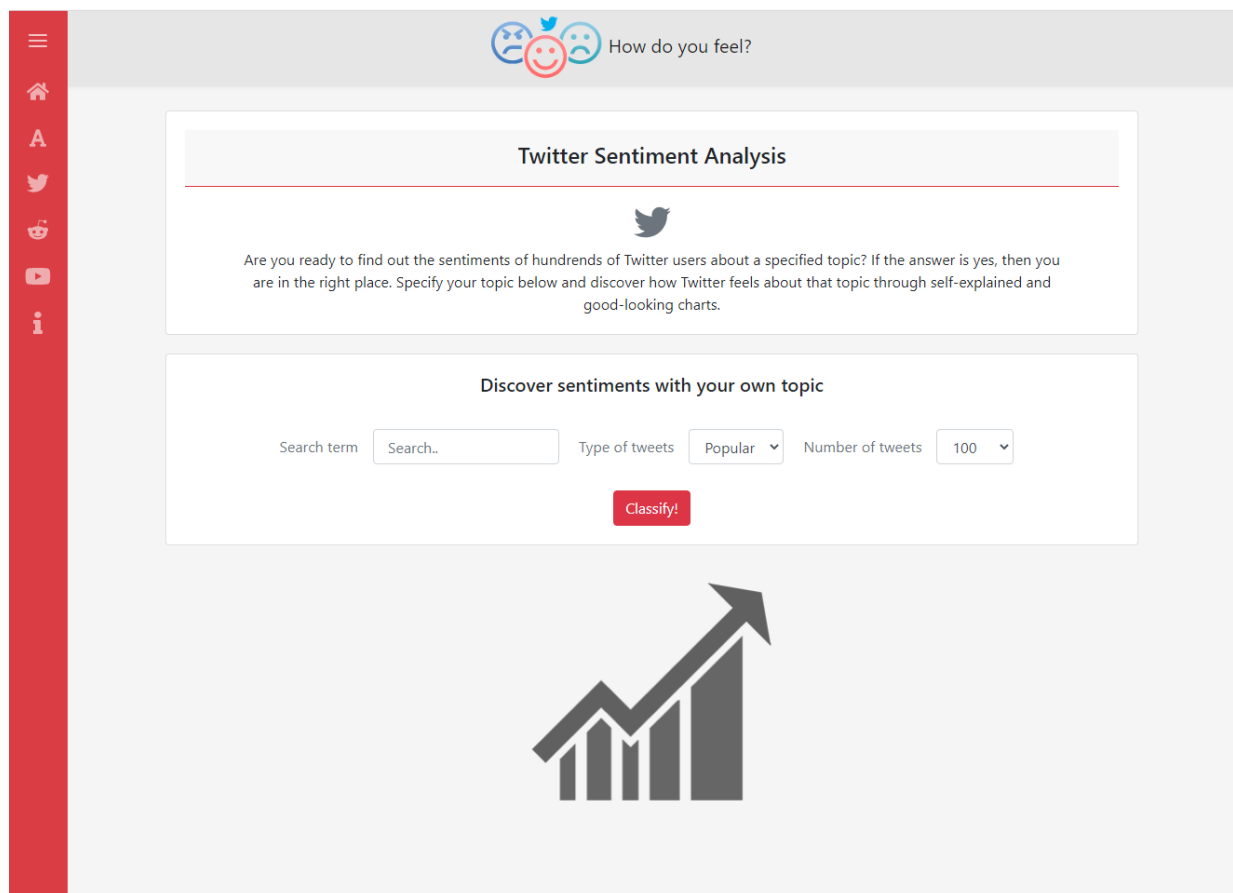 How do you feel?
Twitter Sentiment Analysis
Are you ready to find out the sentiments of hundrends of Twitter users about a specified topic? If the answer is yes, then you
are in the right place. Specify your topic below and discover how Twitter feels about that topic through self-explained and
good-looking charts.
Discover sentiments with your own topic
Search term Search.. Type of tweets Popular Number of tweets 100
Classify!